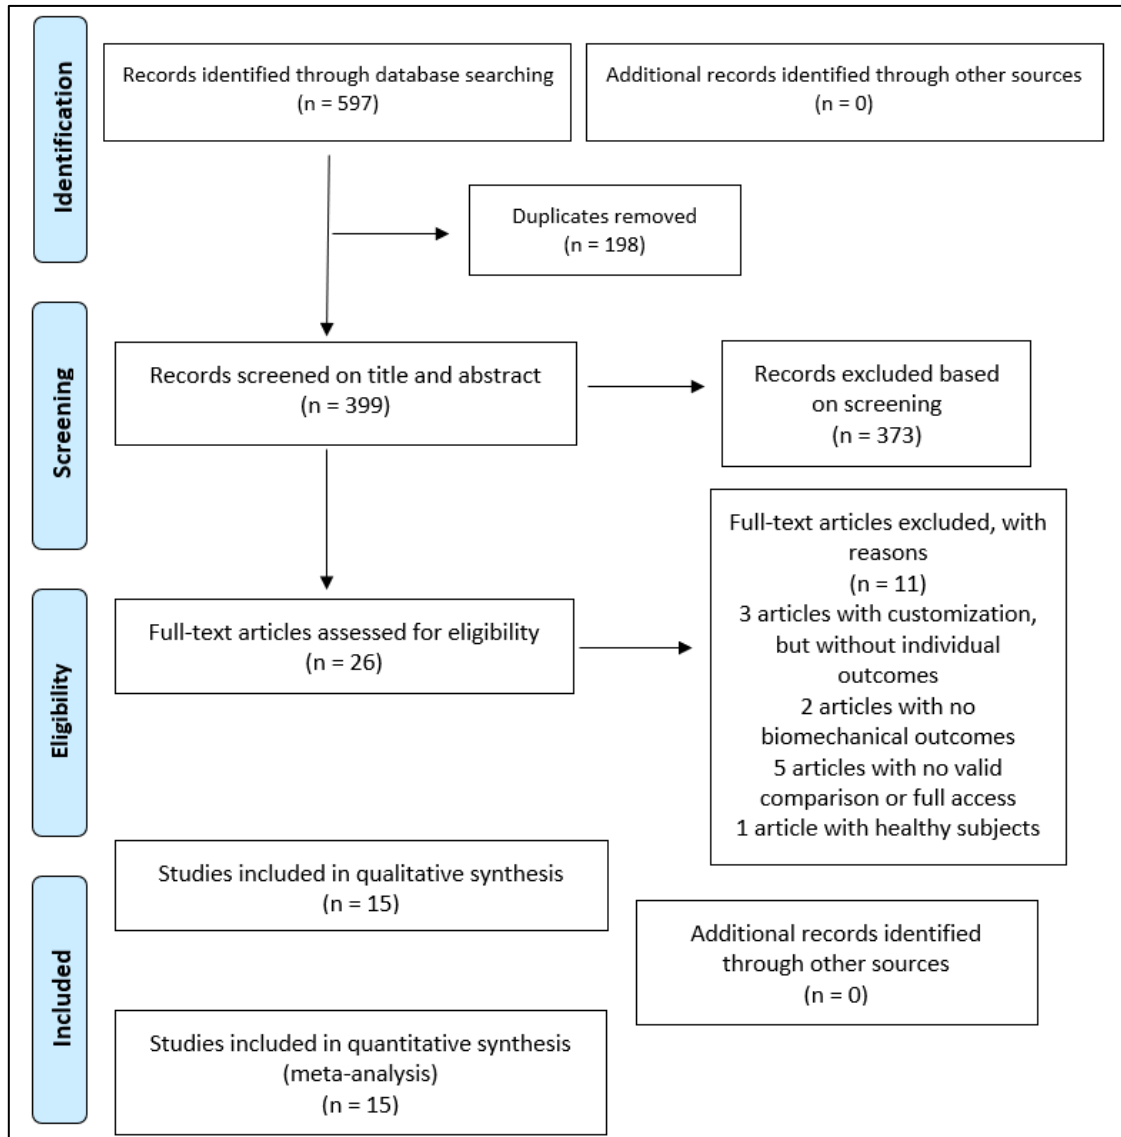 Identification
Records identified through database searching
(n = 597)
Additional records identified through other sources
(n = 0)
Duplicates removed
(n = 198)
Screening
Records screened on title and abstract
(n = 399)
Records excluded based
on screening
(n = 373)
Eligibility
Full-text articles assessed for eligibility
(n = 26)
Full-text articles excluded, with
reasons
(n = 11)
3 articles with customization,
but without individual
outcomes
2 articles with no
biomechanical outcomes
5 articles with no valid
comparison or full access
1 article with healthy subjects
Included
Studies included in qualitative synthesis
(n = 15)
Additional records identified
through other sources
(n = 0)
Studies included in quantitative synthesis
(meta-analysis)
(n = 15)